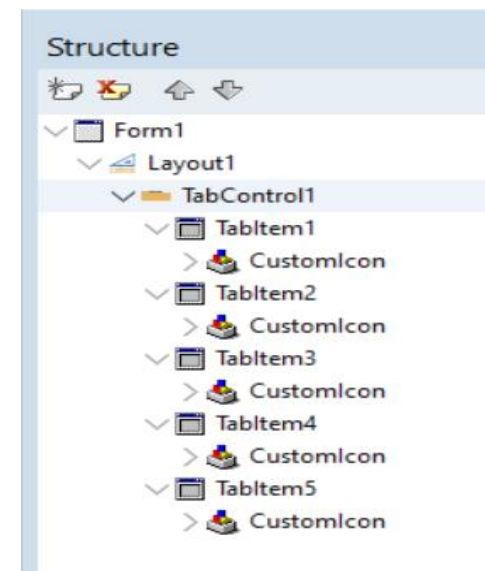 Structure
Form1
Layout1
TabControl1
TabItem1
CustomIcon
TabItem2
CustomIcon
TabItem3
CustomIcon
TabItem4
CustomIcon
TabItem5
CustomIcon